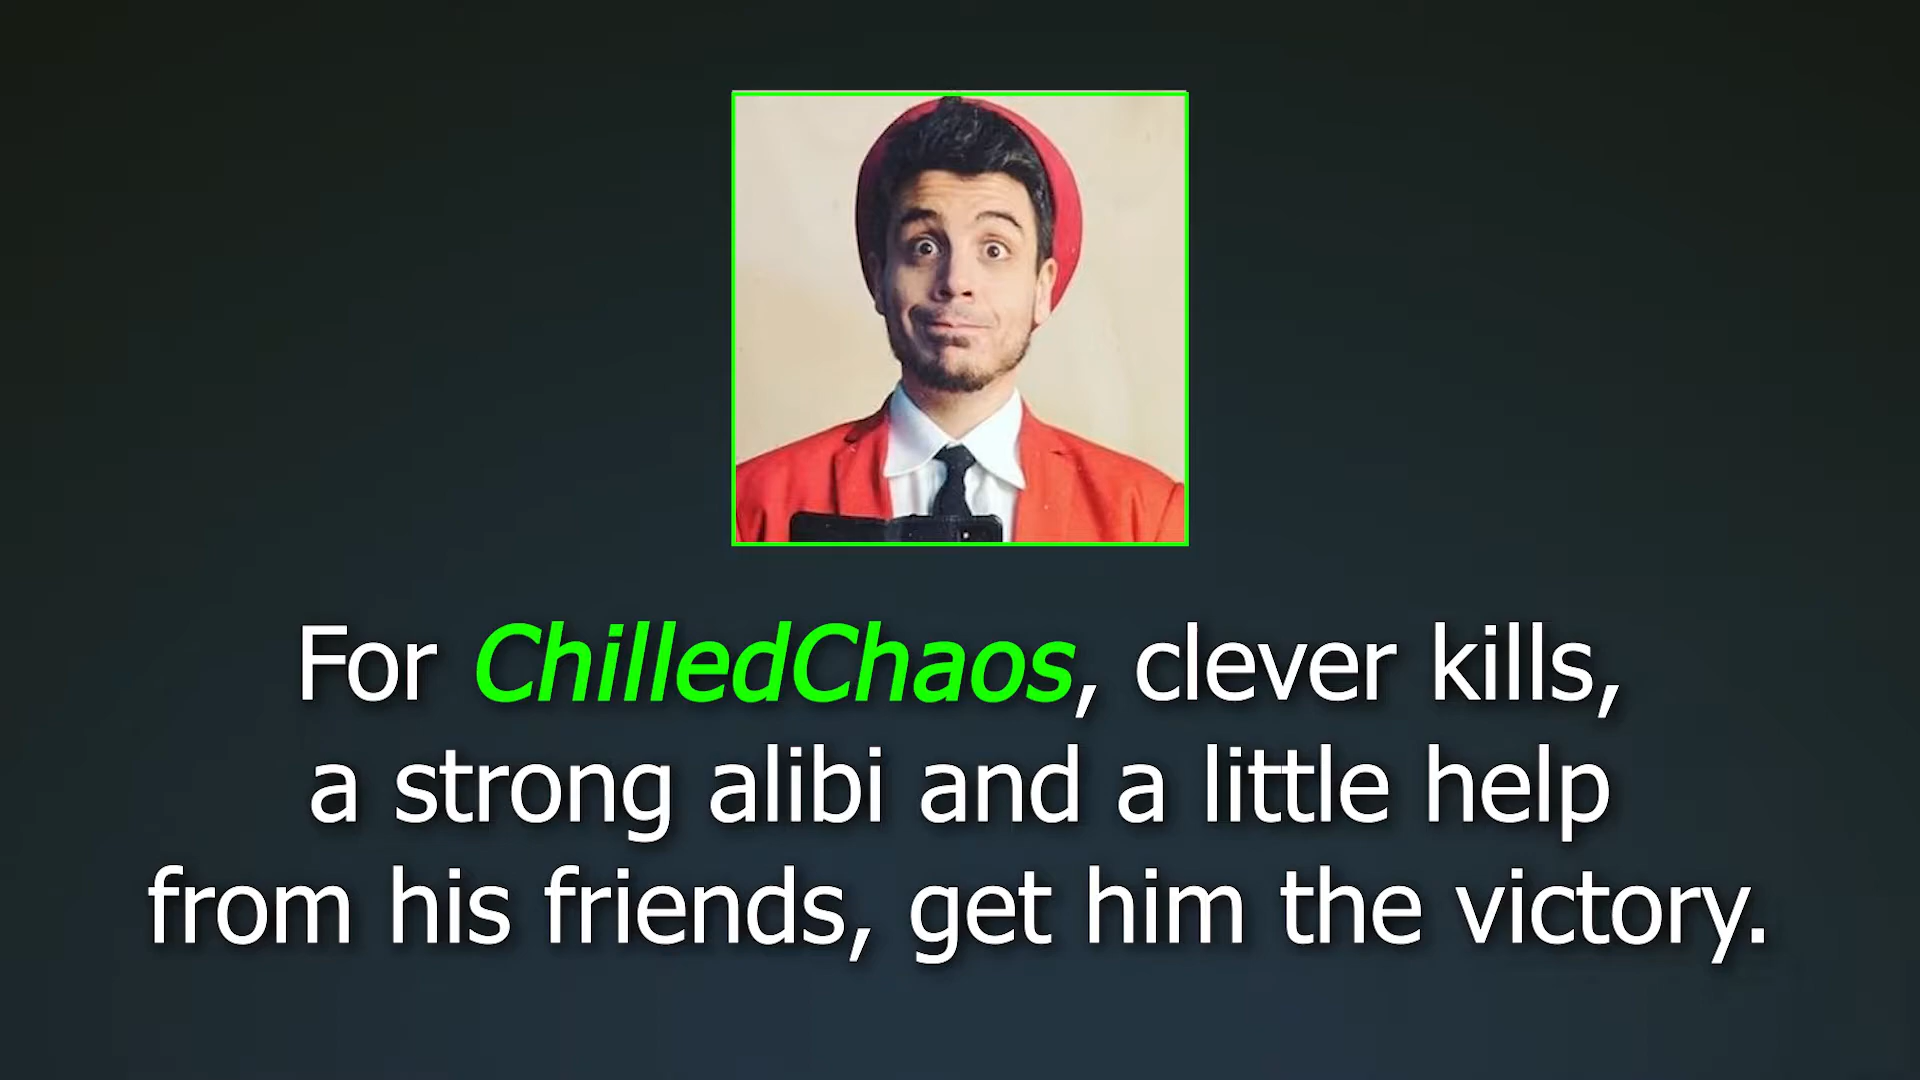 For ChilledChaos, clever kills,
a strong alibi and a little help
from his friends, get him the victory.